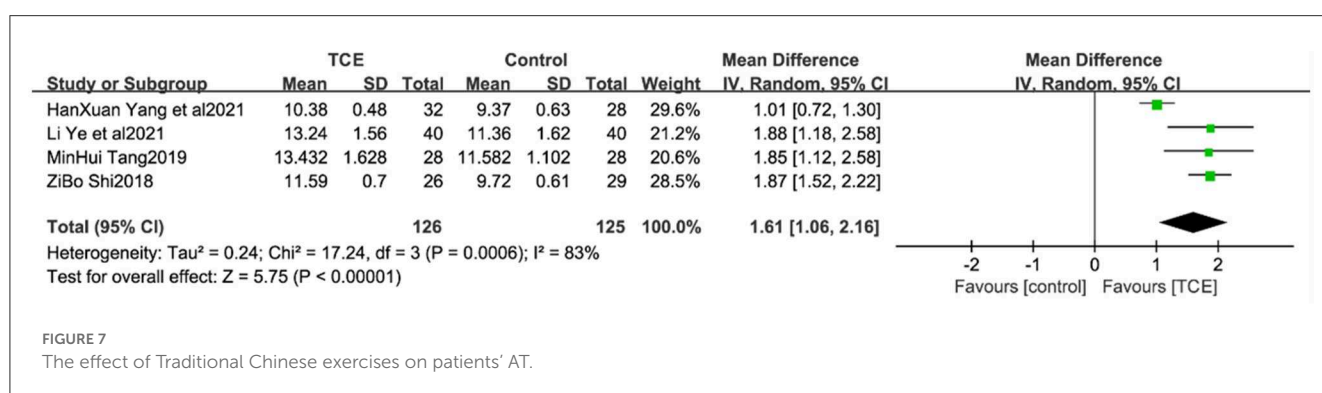 TCE Control Mean Difference Mean Difference
Study or Subgroup Mean SD Total Mean SD Total Weight IV, Random, 95% CI IV, Random, 95% CI
HanXuan Yang et al2021 10.38 0.48 32 9.37 0.63 28 29.6% 1.01 [0.72, 1.30]
Li Ye et al2021 13.24 1.56 40 11.36 1.62 40 21.2% 1.88 [1.18, 2.58]
MinHui Tang2019 13.432 1.628 28 11.582 1.102 28 20.6% 1.85 [1.12, 2.58]
ZiBo Shi2018 11.59 0.7 26 9.72 0.61 29 28.5% 1.87 [1.52, 2.22]
Total (95% CI) 126 125 100.0% 1.61 [1.06, 2.16]
Heterogeneity: Tau² = 0.24; Chi² = 17.24, df = 3 (P = 0.0006); I² = 83%
Test for overall effect: Z = 5.75 (P < 0.00001)
-2 -1 0 1 2
Favours [control] Favours [TCE]
FIGURE 7
The effect of Traditional Chinese exercises on patients' AT.